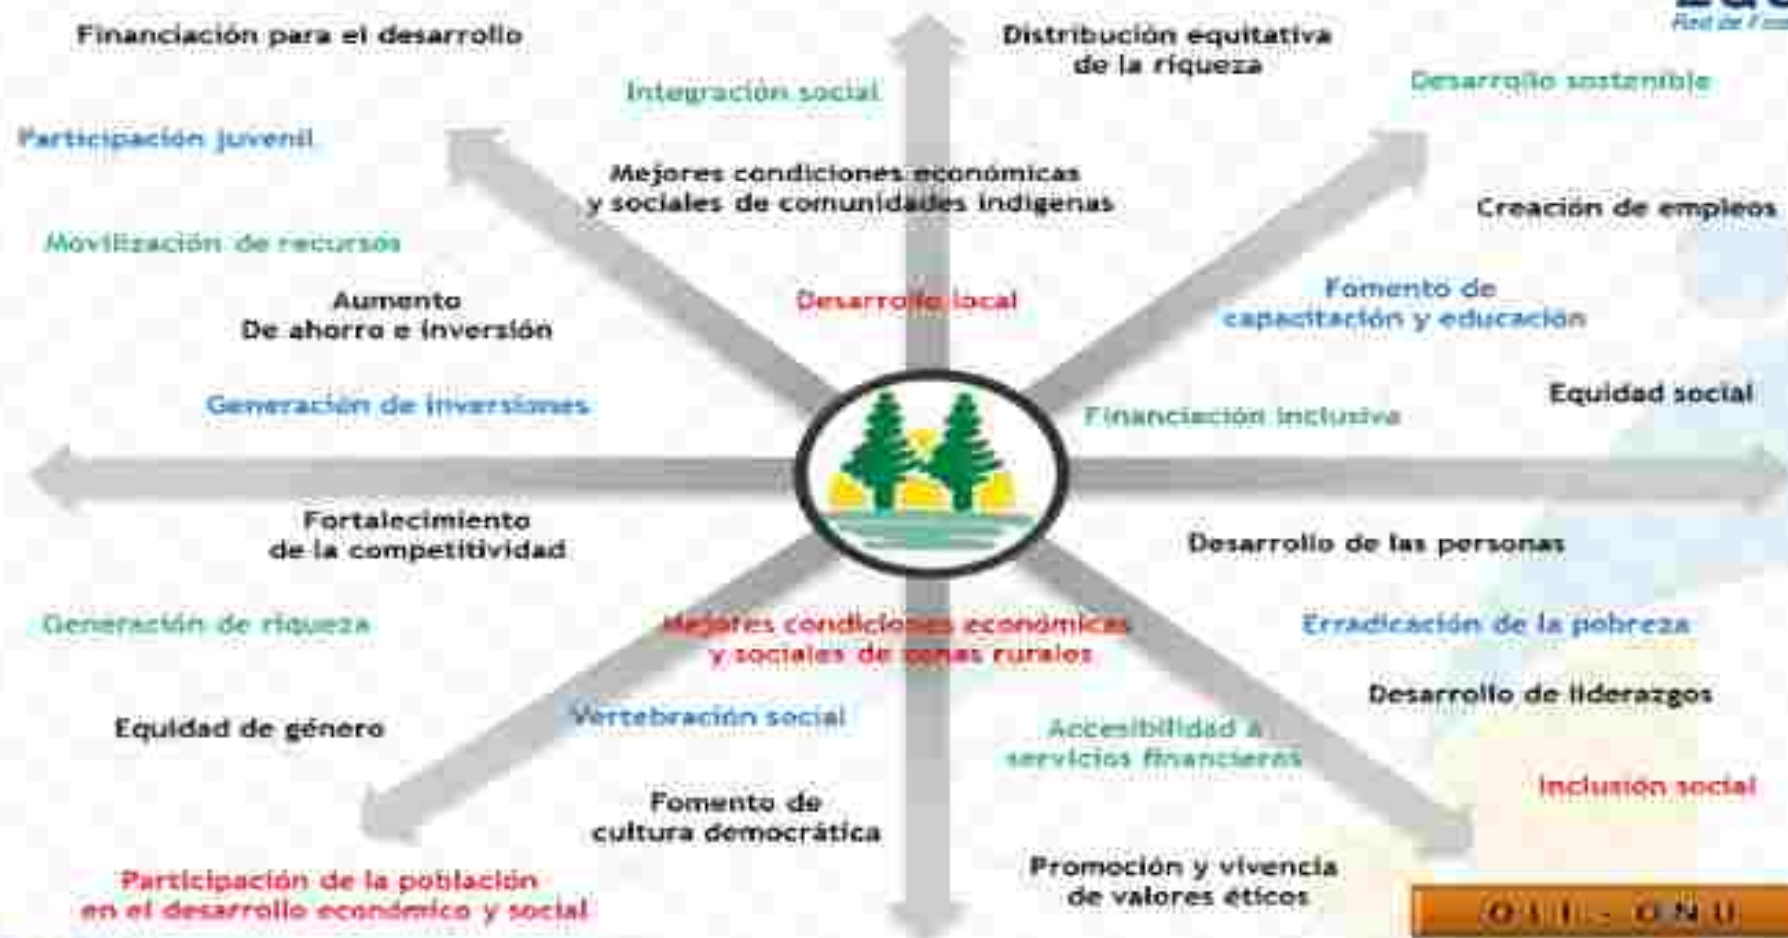 Financiación para el desarrollo
Distribución equitativa
de la riqueza
Desarrollo sostenible
Integración social
Participación juvenil
Mejores condiciones económicas
y sociales de comunidades indigenas
Creación de empleos
Movilización de recursos
Aumento
De ahorro e inversión
Desarrollo local
Fomento de
capacitación y educación
Generación de inversiones
Financiación inclusiva
Equidad social
Fortalecimiento
de la competitividad
Desarrollo de las personas
Generación de riqueza
Mejores condiciones económicas
y sociales de zonas rurales
Erradicación de la pobreza
Equidad de género
Vertebración social
Accesibilidad a
servicios financieros
Desarrollo de liderazgos
Inclusión social
Fomento de
cultura democrática
Participación de la población
en el desarrollo económico y social
Promoción y vivencia
de valores éticos
Red de
ONU